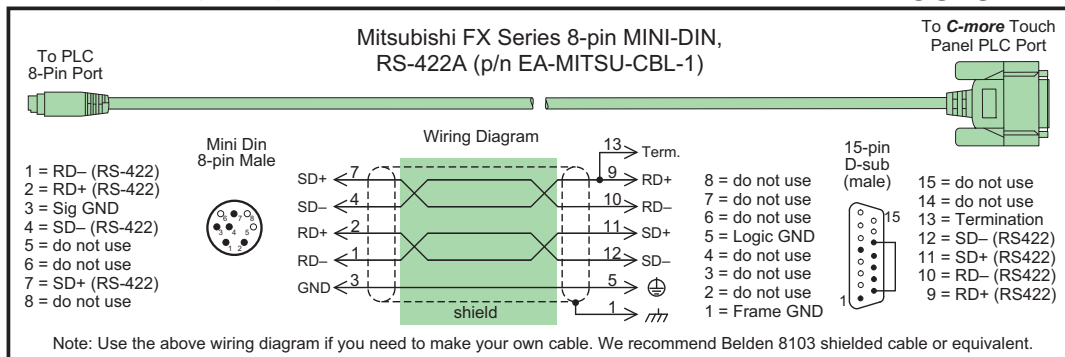 Mitsubishi FX Series 8-pin MINI-DIN,
RS-422A (p/n EA-MITSU-CBL-1)
To PLC
8-Pin Port
To C-more Touch
Panel PLC Port
Mini Din
8-pin Male
1 = RD– (RS-422)
2 = RD+ (RS-422)
3 = Sig GND
4 = SD– (RS-422)
5 = do not use
6 = do not use
7 = SD+ (RS-422)
8 = do not use
6 7 8
3 4 5
1 2
Wiring Diagram
13 Term.
SD+ 7 9 RD+
SD– 4 10 RD–
RD+ 2 11 SD+
RD– 1 12 SD–
GND 3 5
shield 1
8 = do not use
7 = do not use
6 = do not use
5 = Logic GND
4 = do not use
3 = do not use
2 = do not use
1 = Frame GND
15-pin
D-sub
(male)
15
1
15 = do not use
14 = do not use
13 = Termination
12 = SD– (RS422)
11 = SD+ (RS422)
10 = RD– (RS422)
9 = RD+ (RS422)
Note: Use the above wiring diagram if you need to make your own cable. We recommend Belden 8103 shielded cable or equivalent.